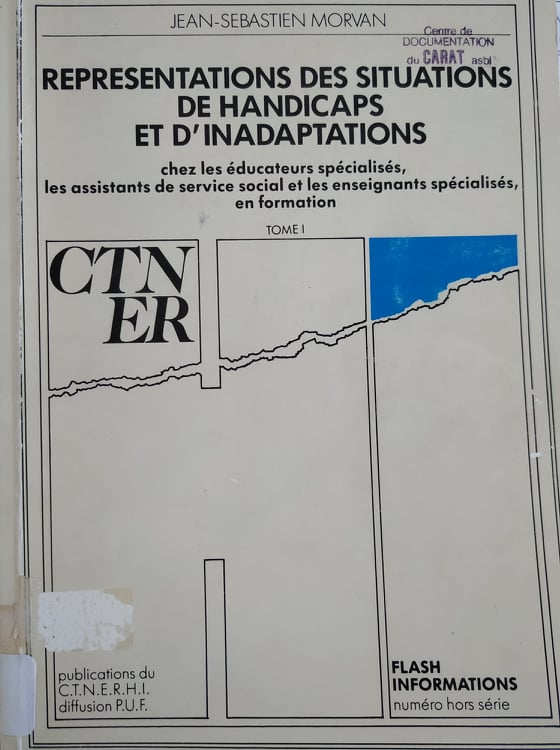 JEAN-SEBASTIEN MORVAN
Centre de
DOCUMENTATION
du CARAT asbl
REPRESENTATIONS DES SITUATIONS
DE HANDICAPS
ET D'INADAPTATIONS
chez les éducateurs spécialisés,
les assistants de service social et les enseignants spécialisés,
en formation
TOME I
CTN
ER
publications du
C.T.N.E.R.H.I.
diffusion P.U.F.
FLASH
INFORMATIONS
numéro hors série